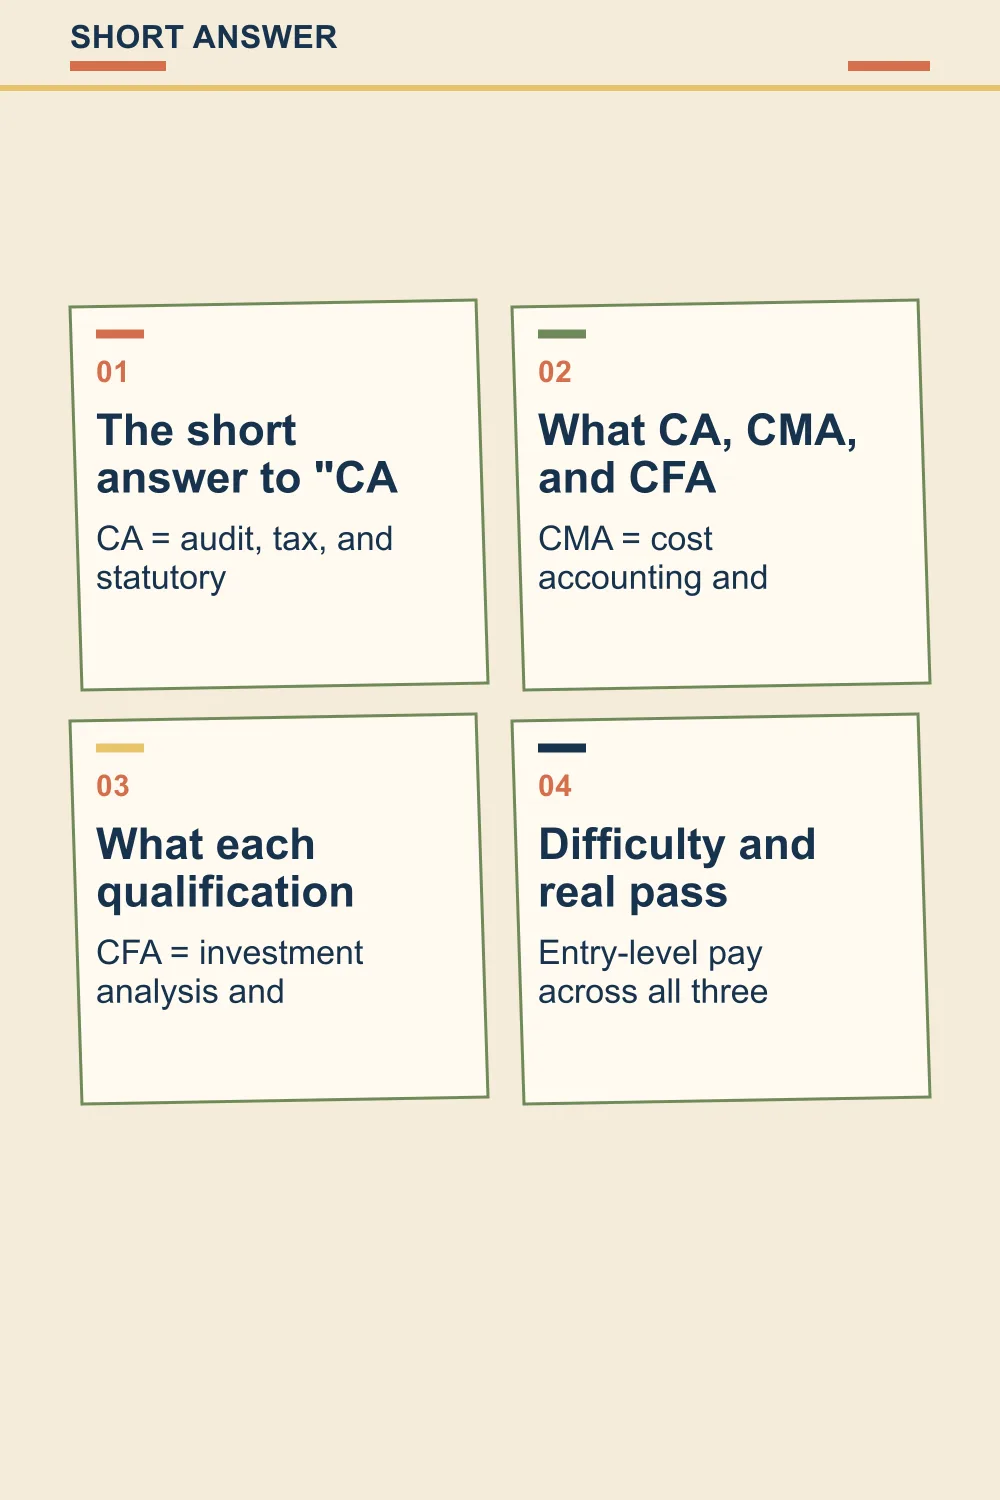 SHORT ANSWER
01
The short
answer to "CA
CA = audit, tax, and
statutory
02
What CA, CMA,
and CFA
CMA = cost
accounting and
03
What each
qualification
CFA = investment
analysis and
04
Difficulty and
real pass
Entry-level pay
across all three